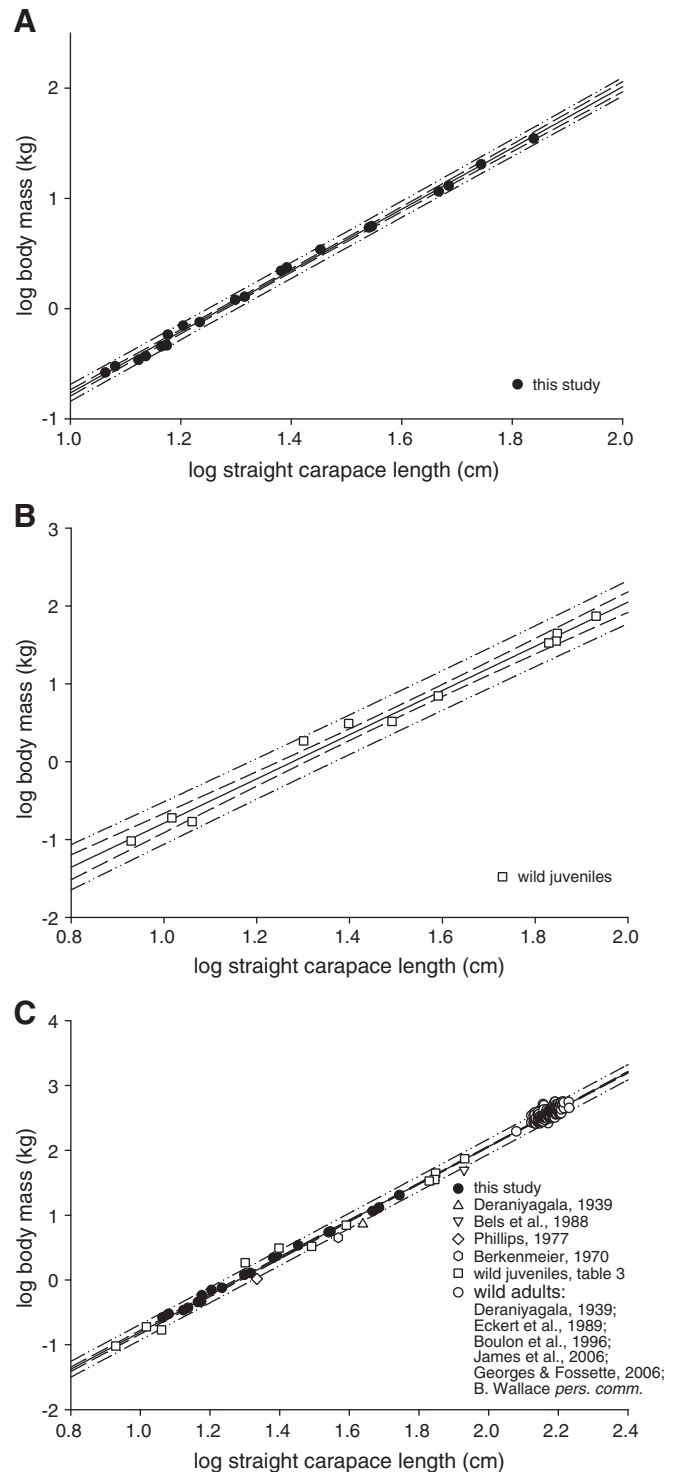 A
2
1
0
-1
1.0 1.2 1.4 1.6 1.8 2.0
log body mass (kg)
this study
log straight carapace length (cm)
B
3
2
1
0
-1
-2
0.8 1.0 1.2 1.4 1.6 1.8 2.0
log body mass (kg)
wild juveniles
log straight carapace length (cm)
C
4
3
2
1
0
-1
-2
0.8 1.0 1.2 1.4 1.6 1.8 2.0 2.2 2.4
log body mass (kg)
this study
Deraniyagala, 1939
Bels et al., 1988
Phillips, 1977
Berkenmeier, 1970
wild juveniles, table 3
wild adults:
Deraniyagala, 1939;
Eckert et al., 1989;
Boulon et al., 1996;
James et al., 2006;
Georges & Fossette, 2006;
B. Wallace pers. comm.
log straight carapace length (cm)